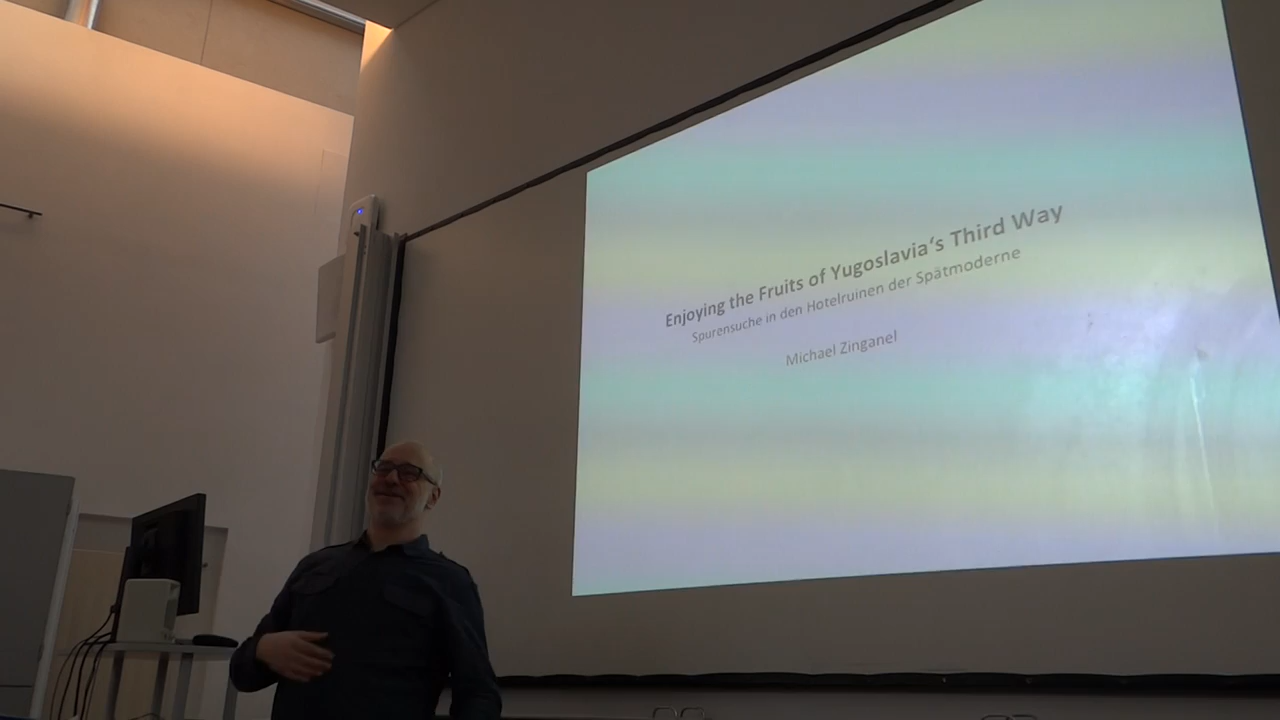 Enjoying the Fruits of Yugoslavia‘s Third Way
Spurensuche in den Hotelruinen der Spätmoderne
Michael Zinganel